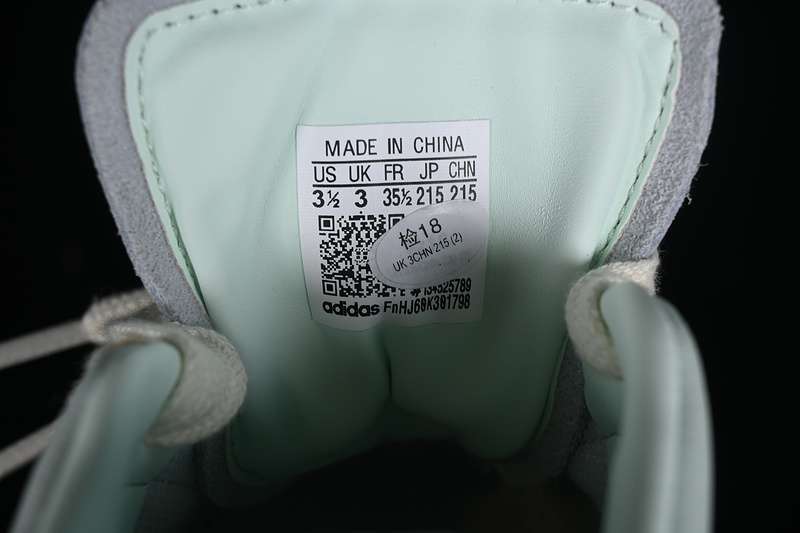 MADE IN CHINA
US UK FR JP CHN
3½ 3 35½ 215 215
检18
UK 3CHN 215 (2)
adidas FnHJ60K301798